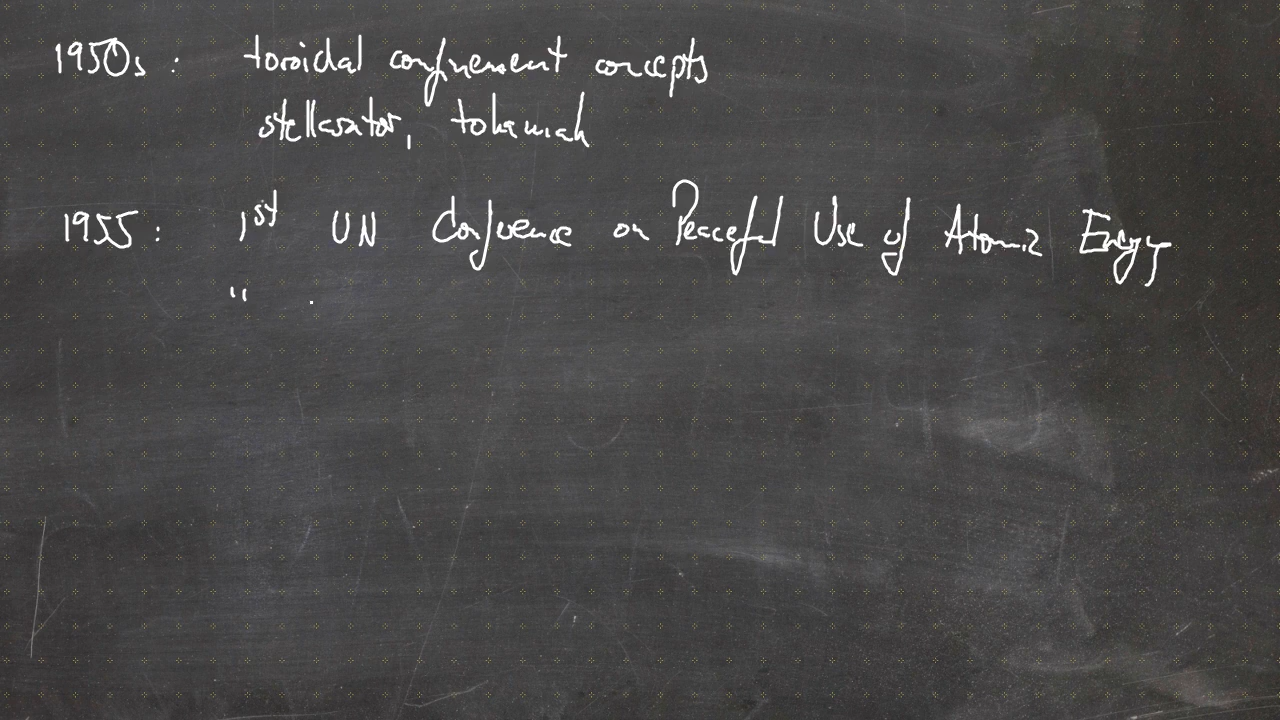 1950s : toroidal confinement concepts
stellarator, tokamak
1955 : 1st UN Conference on Peaceful Use of Atomic Energy
"